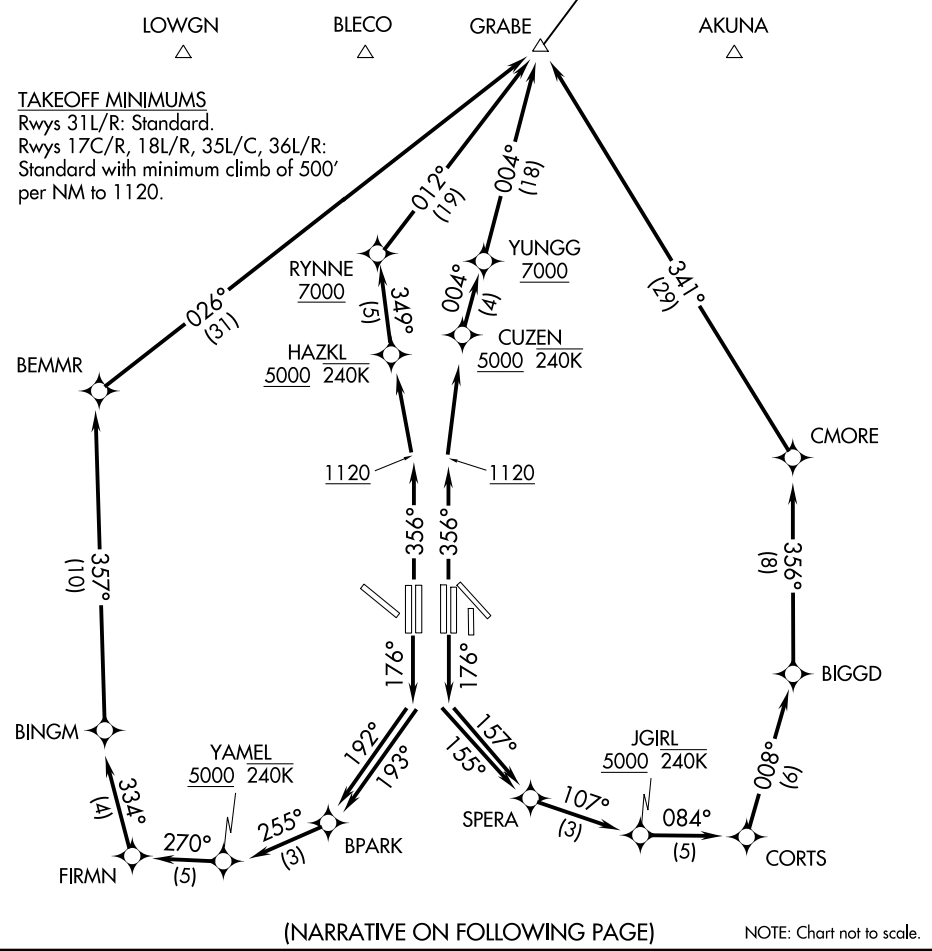 LOWGN
BLECO
GRABE
AKUNA
TAKEOFF MINIMUMS
Rwys 31L/R: Standard.
Rwys 17C/R, 18L/R, 35L/C, 36L/R:
Standard with minimum climb of 500'
per NM to 1120.
012°
(19)
004°
(18)
RYNNE
7000
YUNGG
7000
026°
(31)
349°
(5)
004°
(4)
341°
(29)
HAZKL
5000 240K
CUZEN
5000 240K
BEMMR
CMORE
1120
1120
356°
356°
357°
(10)
356°
(8)
176°
176°
BIGGD
BINGM
192°
193°
157°
155°
YAMEL
5000 240K
JGIRL
5000 240K
008°
(6)
334°
(4)
255°
(3)
BPARK
SPERA
107°
(3)
270°
(5)
084°
(5)
FIRMN
CORTS
(NARRATIVE ON FOLLOWING PAGE)
NOTE: Chart not to scale.